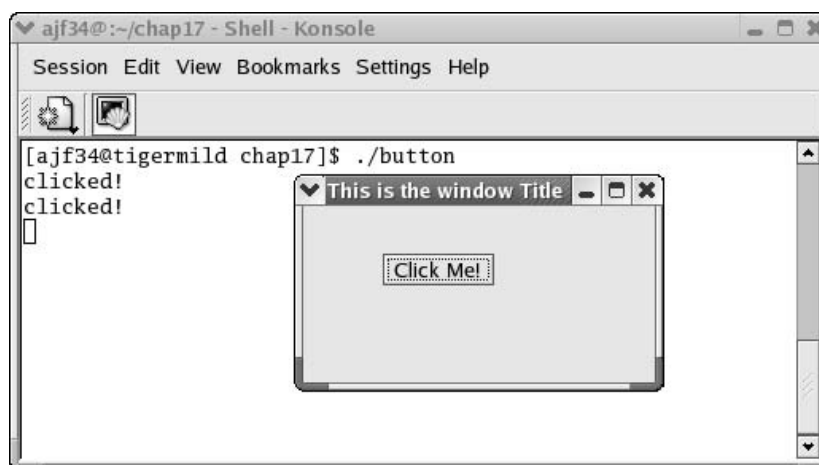 ajf34@:~/chap17 - Shell - Konsole
Session Edit View Bookmarks Settings Help
[ajf34@tigermild chap17]$ ./button
clicked!
clicked!
This is the window Title
Click Me!